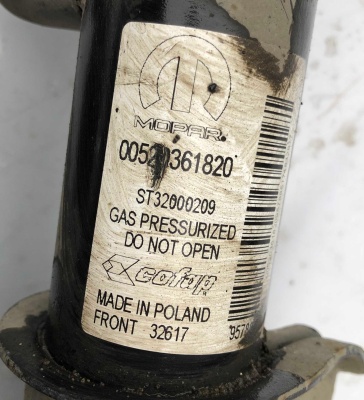 MOPAR
ST32000209
GAS PRESSURIZED
DO NOT OPEN
cofap
MADE IN POLAND
FRONT 32617